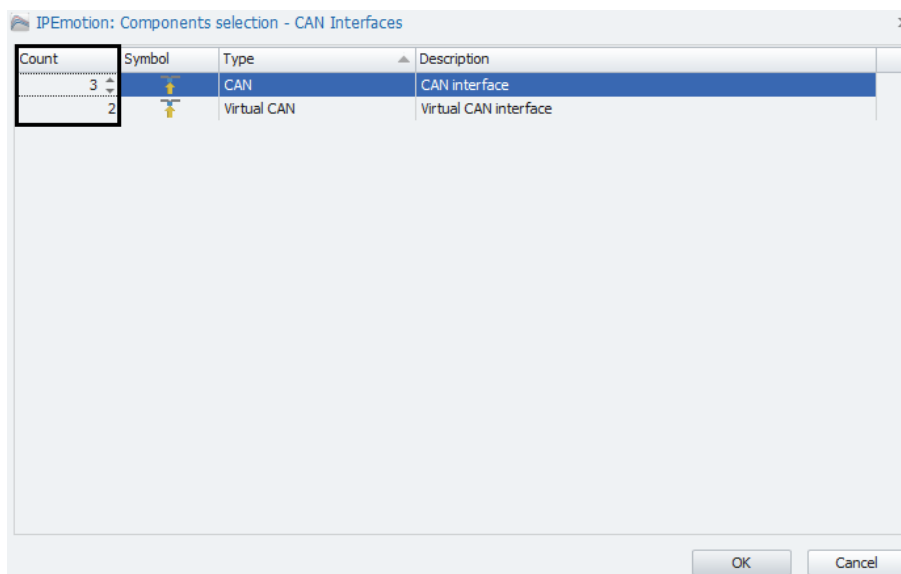 IPEmotion: Components selection - CAN Interfaces
Count Symbol Type Description
3 CAN CAN interface
2 Virtual CAN Virtual CAN interface
OK Cancel